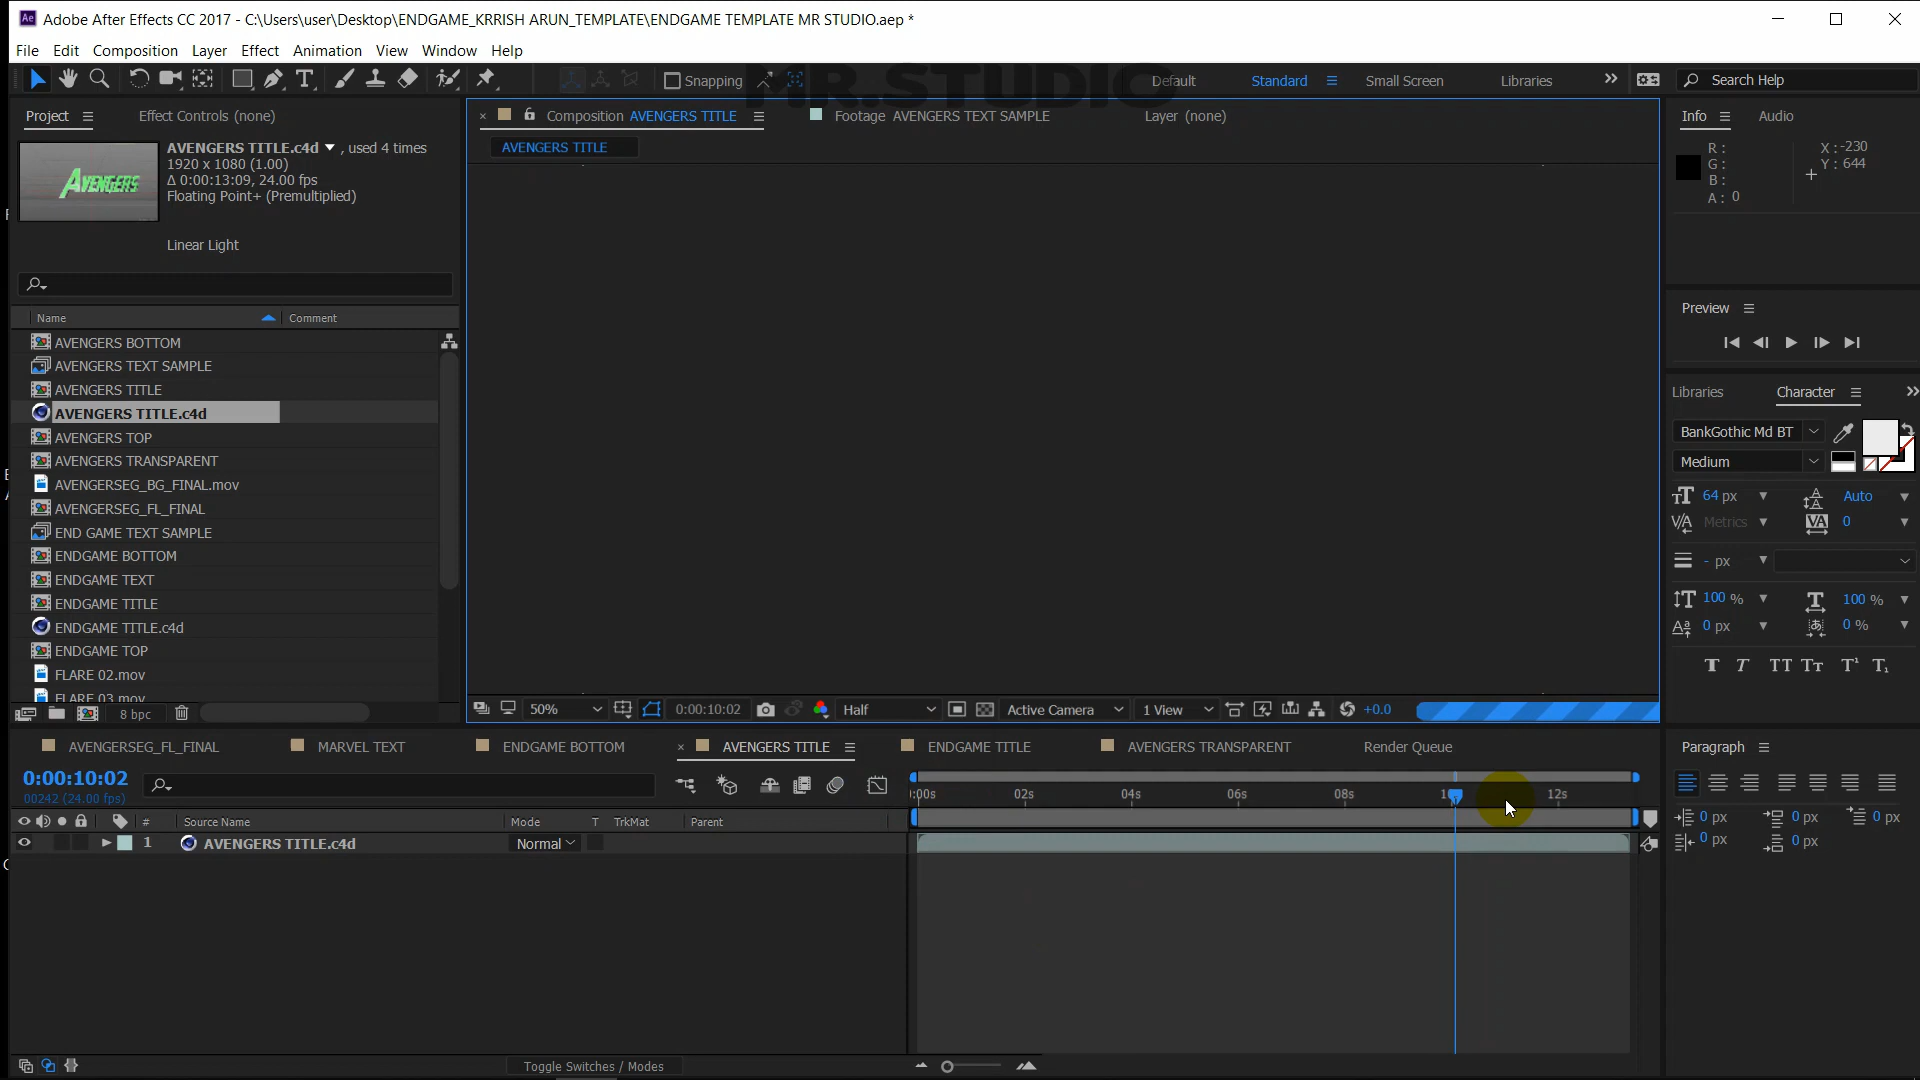 Adobe After Effects CC 2017 - C:\Users\user\Desktop\ENDGAME_KRRISH ARUN_TEMPLATE\ENDGAME TEMPLATE MR STUDIO.aep *
File Edit Composition Layer Effect Animation View Window Help
Snapping Default Standard Small Screen Libraries Search Help
MR.STUDIO
Project Effect Controls (none) Composition AVENGERS TITLE Footage AVENGERS TEXT SAMPLE Layer (none) Info Audio
AVENGERS TITLE
AVENGERS
AVENGERS TITLE.c4d , used 4 times
1920 x 1080 (1.00)
Δ 0:00:13:09, 24.00 fps
Floating Point+ (Premultiplied)
Linear Light
R :
G :
B :
A : 0
X : -230
Y : 644
Preview
Name Comment
AVENGERS BOTTOM
AVENGERS TEXT SAMPLE
AVENGERS TITLE
AVENGERS TITLE.c4d
AVENGERS TOP
AVENGERS TRANSPARENT
AVENGERSEG_BG_FINAL.mov
AVENGERSEG_FL_FINAL
END GAME TEXT SAMPLE
ENDGAME BOTTOM
ENDGAME TEXT
ENDGAME TITLE
ENDGAME TITLE.c4d
ENDGAME TOP
FLARE 02.mov
FLARE 03.mov
8 bpc
Libraries Character
BankGothic Md BT
Medium
64 px Auto
Metrics 0
- px
100 % 100 %
0 px 0 %
50% 0:00:10:02 Half Active Camera 1 View +0.0
AVENGERSEG_FL_FINAL MARVEL TEXT ENDGAME BOTTOM AVENGERS TITLE ENDGAME TITLE AVENGERS TRANSPARENT Render Queue
Paragraph
0:00:10:02
00242 (24.00 fps)
:00s 02s 04s 06s 08s 1 12s
# Source Name Mode T TrkMat Parent
1 AVENGERS TITLE.c4d Normal
0 px 0 px 0 px
0 px 0 px
Toggle Switches / Modes